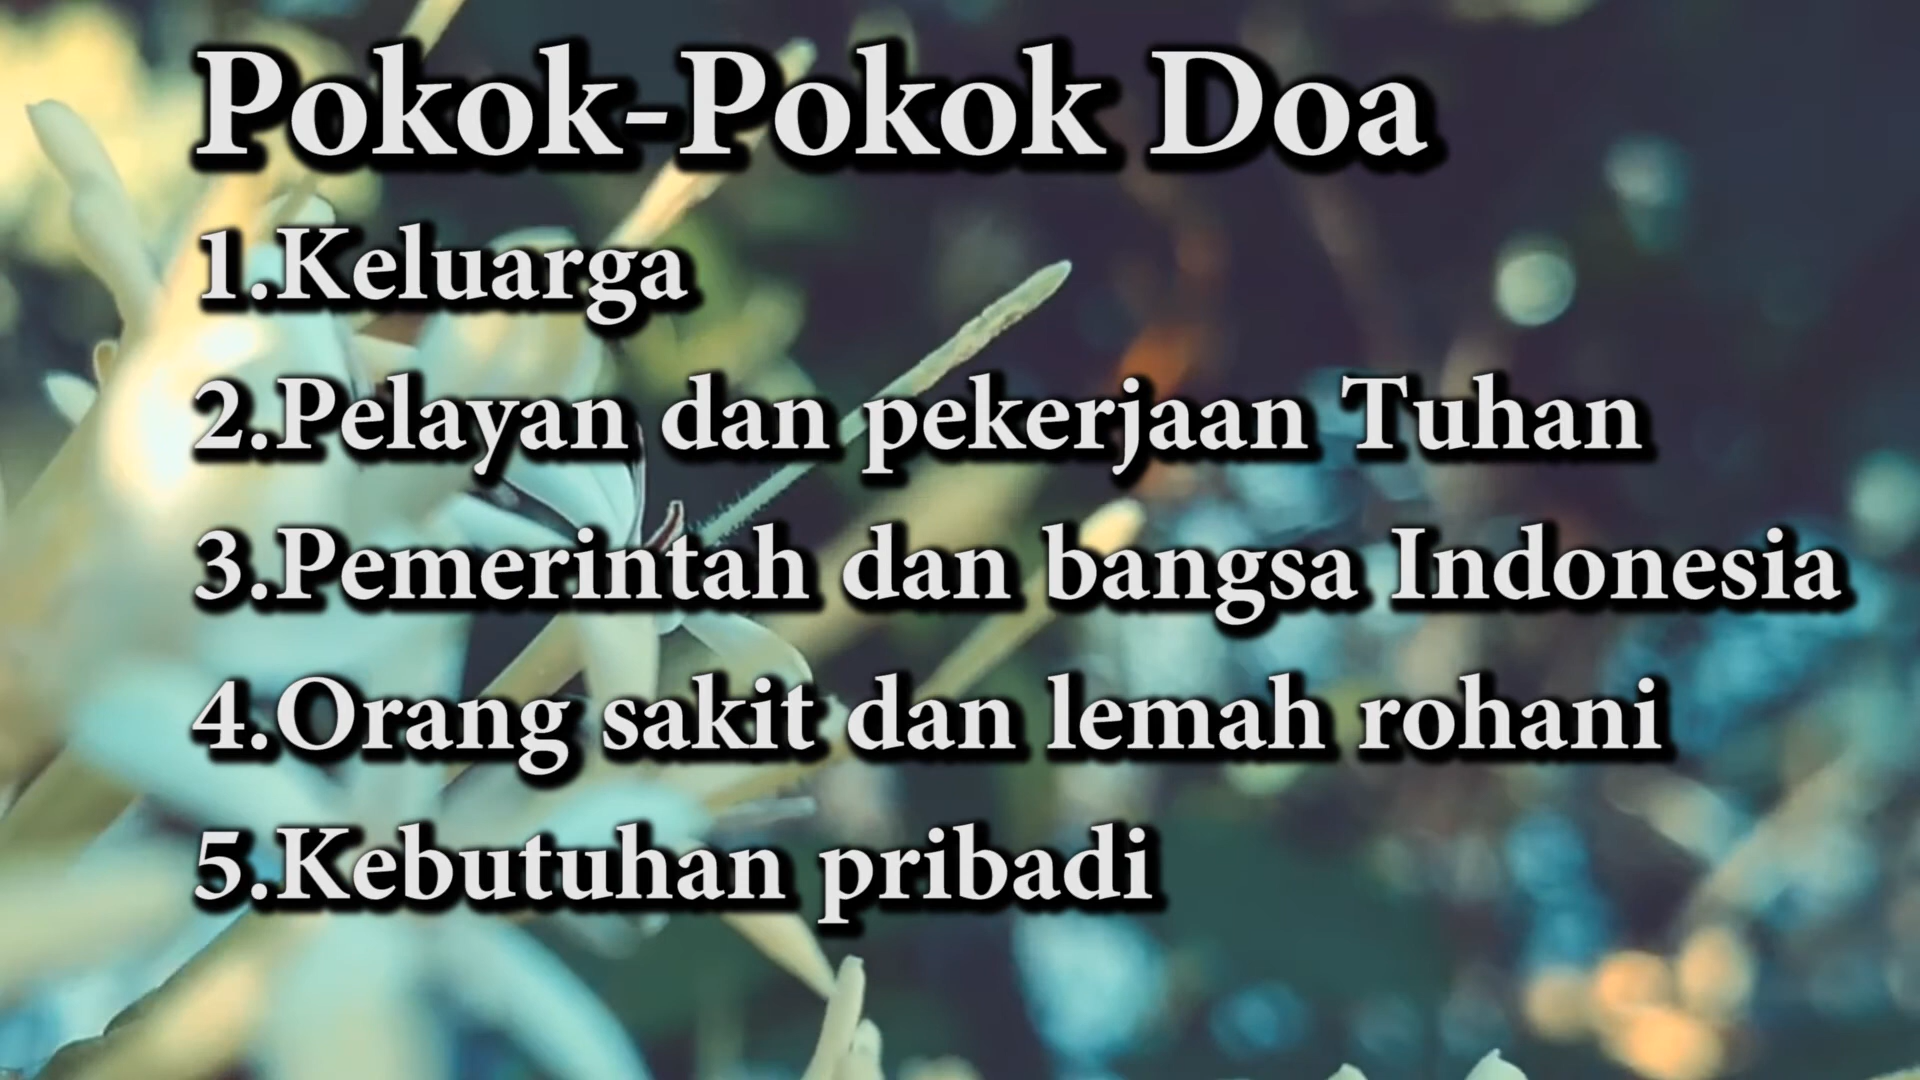 Pokok-Pokok Doa
1.Keluarga
2.Pelayan dan pekerjaan Tuhan
3.Pemerintah dan bangsa Indonesia
4.Orang sakit dan lemah rohani
5.Kebutuhan pribadi